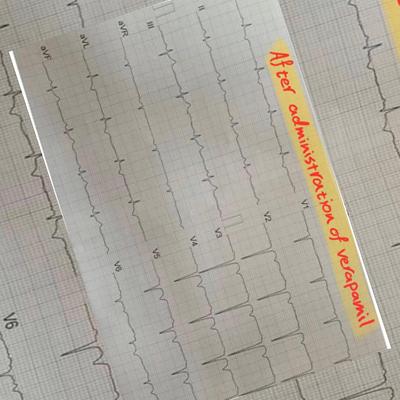 After administration of verapamil
II
III
aVR
aVL
aVF
V1
V2
V3
V4
V5
V6
V6